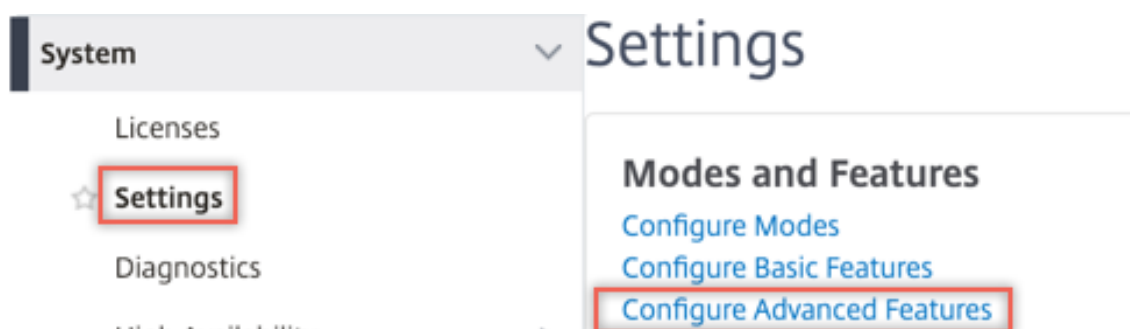 System
Licenses
Settings
Diagnostics
Settings
Modes and Features
Configure Modes
Configure Basic Features
Configure Advanced Features